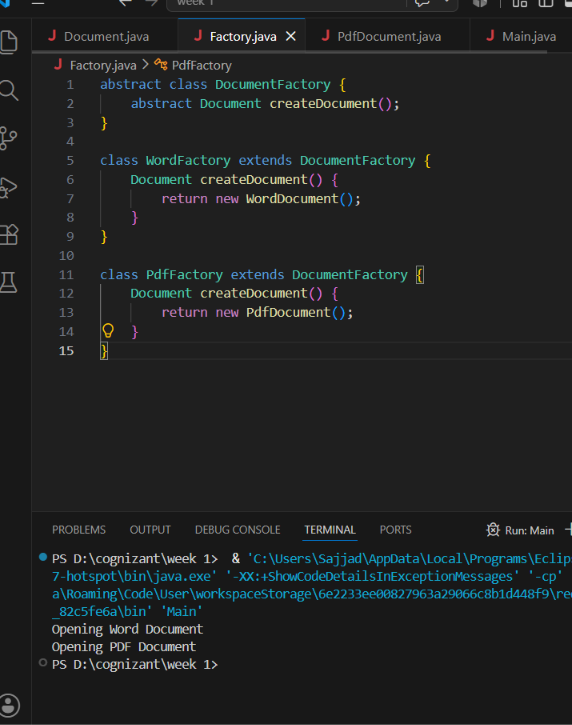 week 1
Document.java
Factory.java
PdfDocument.java
Main.java
Factory.java > PdfFactory
1 abstract class DocumentFactory {
2 abstract Document createDocument();
3 }
4
5 class WordFactory extends DocumentFactory {
6 Document createDocument() {
7 return new WordDocument();
8 }
9 }
10
11 class PdfFactory extends DocumentFactory {
12 Document createDocument() {
13 return new PdfDocument();
14 }
15 }
PROBLEMS OUTPUT DEBUG CONSOLE TERMINAL PORTS Run: Main
PS D:\cognizant\week 1> & 'C:\Users\Sajjad\AppData\Local\Programs\Eclip
7-hotspot\bin\java.exe' '-XX:+ShowCodeDetailsInExceptionMessages' '-cp' '
a\Roaming\Code\User\workspaceStorage\6e2233ee00827963a29066c8b1d448f9\re
_82c5fe6a\bin' 'Main'
Opening Word Document
Opening PDF Document
PS D:\cognizant\week 1>